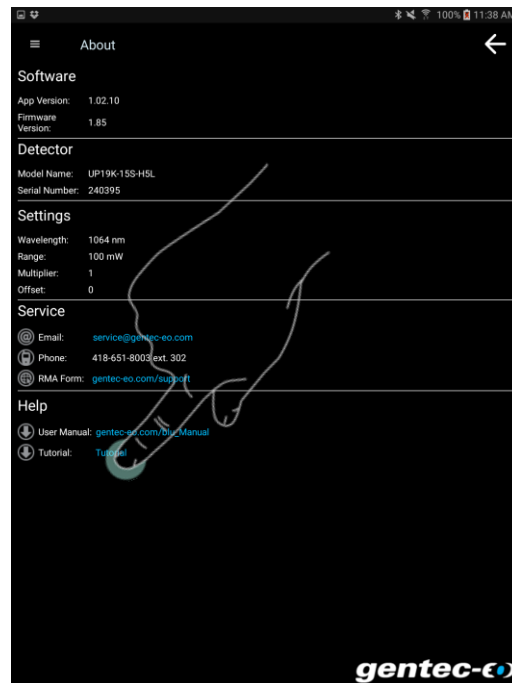 100% 11:38 AM
About
Software
App Version: 1.02.10
Firmware
Version: 1.85
Detector
Model Name: UP19K-15S-H5L
Serial Number: 240395
Settings
Wavelength: 1064 nm
Range: 100 mW
Multiplier: 1
Offset: 0
Service
Email: service@gentec-eo.com
Phone: 418-651-8003 ext. 302
RMA Form: gentec-eo.com/support
Help
User Manual: gentec-eo.com/blu_Manual
Tutorial: Tutoriel
gentec-eo